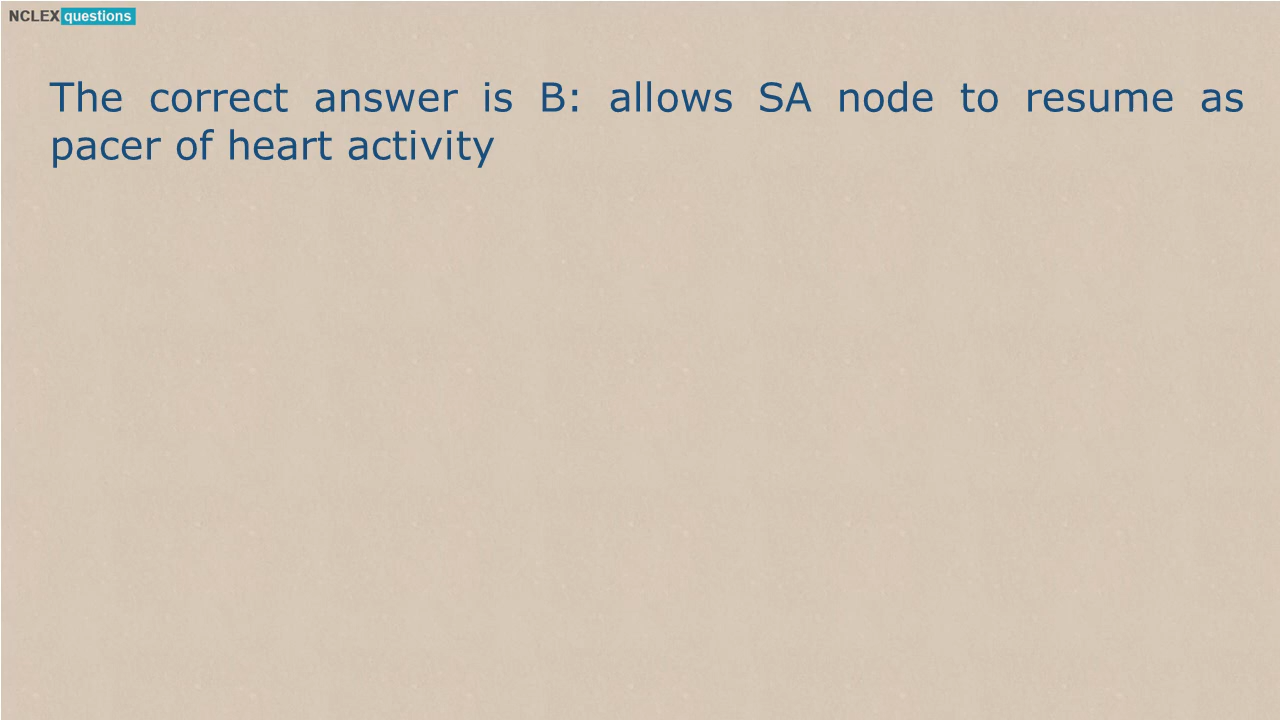 NCLEX questions
The correct answer is B: allows SA node to resume as
pacer of heart activity